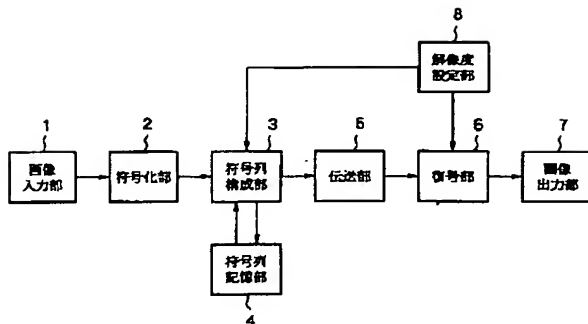 8
解像度
設定部
1
2
3
5
6
7
画像
入力部
符号化部
符号列
構成部
伝送部
復号部
画像
出力部
符号列
記憶部
4